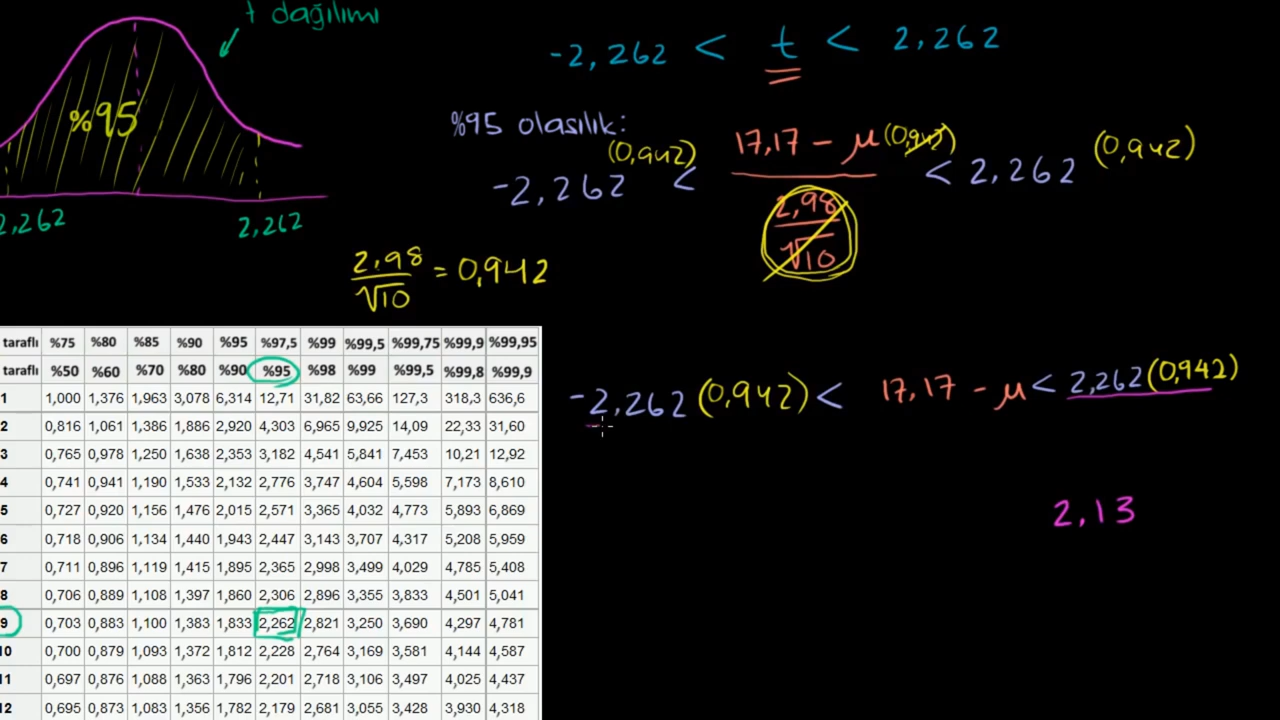 t dağılımı
%95
2,262
2,262
-2,262 < t < 2,262
%95 olasılık:
-2,262 (0,942) < 17,17 - μ (0,942) < 2,262 (0,942)
2,98
√10
2.98
√10
= 0,942
-2,262 (0,942) < 17,17 - μ < 2,262 (0,942)
2,13
taraflı %75 %80 %85 %90 %95 %97,5 %99 %99,5 %99,75 %99,9 %99,95
taraflı %50 %60 %70 %80 %90 %95 %98 %99 %99,5 %99,8 %99,9
1 1,000 1,376 1,963 3,078 6,314 12,71 31,82 63,66 127,3 318,3 636,6
2 0,816 1,061 1,386 1,886 2,920 4,303 6,965 9,925 14,09 22,33 31,60
3 0,765 0,978 1,250 1,638 2,353 3,182 4,541 5,841 7,453 10,21 12,92
4 0,741 0,941 1,190 1,533 2,132 2,776 3,747 4,604 5,598 7,173 8,610
5 0,727 0,920 1,156 1,476 2,015 2,571 3,365 4,032 4,773 5,893 6,869
6 0,718 0,906 1,134 1,440 1,943 2,447 3,143 3,707 4,317 5,208 5,959
7 0,711 0,896 1,119 1,415 1,895 2,365 2,998 3,499 4,029 4,785 5,408
8 0,706 0,889 1,108 1,397 1,860 2,306 2,896 3,355 3,833 4,501 5,041
9 0,703 0,883 1,100 1,383 1,833 2,262 2,821 3,250 3,690 4,297 4,781
10 0,700 0,879 1,093 1,372 1,812 2,228 2,764 3,169 3,581 4,144 4,587
11 0,697 0,876 1,088 1,363 1,796 2,201 2,718 3,106 3,497 4,025 4,437
12 0,695 0,873 1,083 1,356 1,782 2,179 2,681 3,055 3,428 3,930 4,318